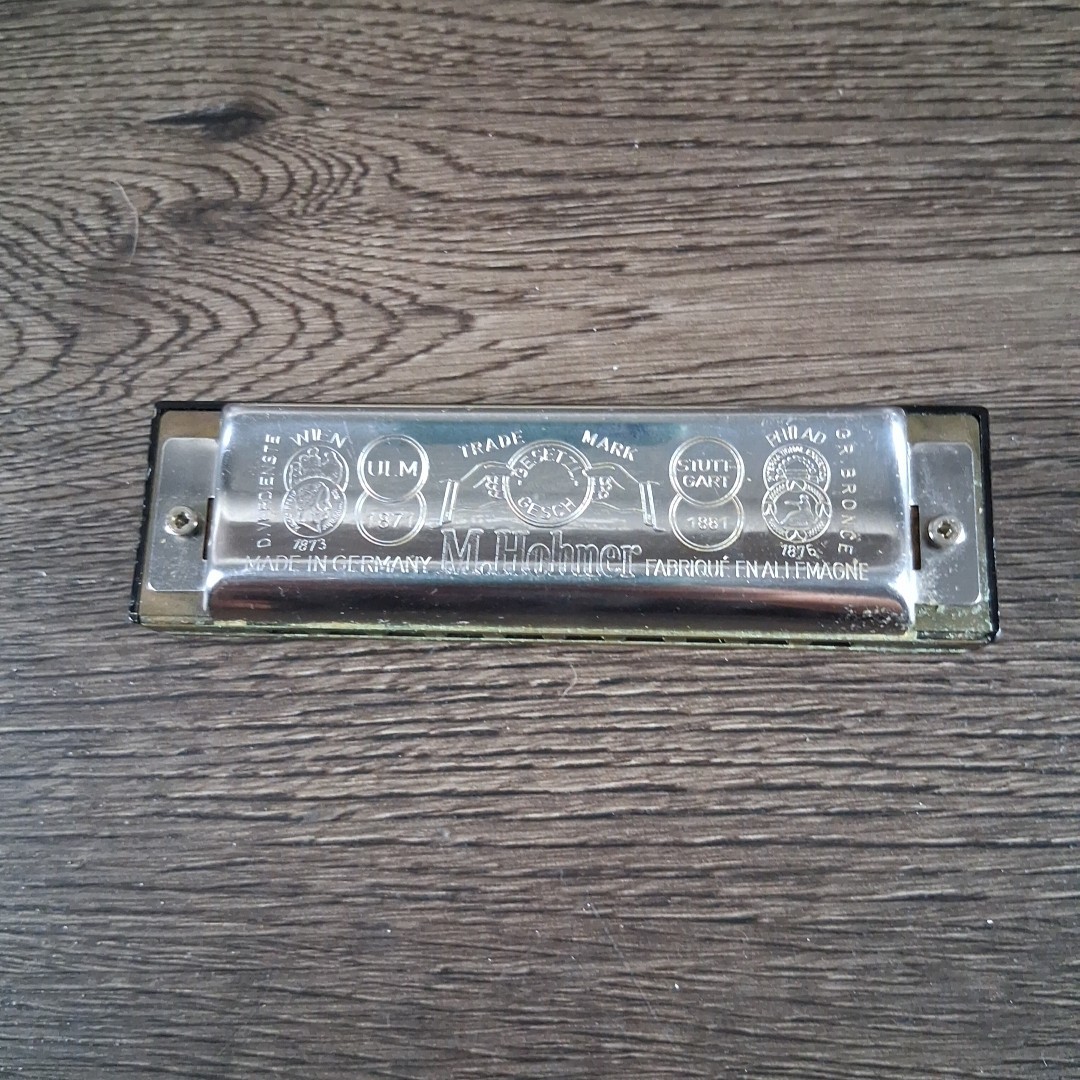 D. VERDIENSTE
WIEN
1873
ULM
1871
TRADE MARK
GESETZL
GESCH
STUTT-
GART
1881
PHILAD
1876
GR BRONCE
MADE IN GERMANY M. Hohner FABRIQUÉ EN ALLEMAGNE